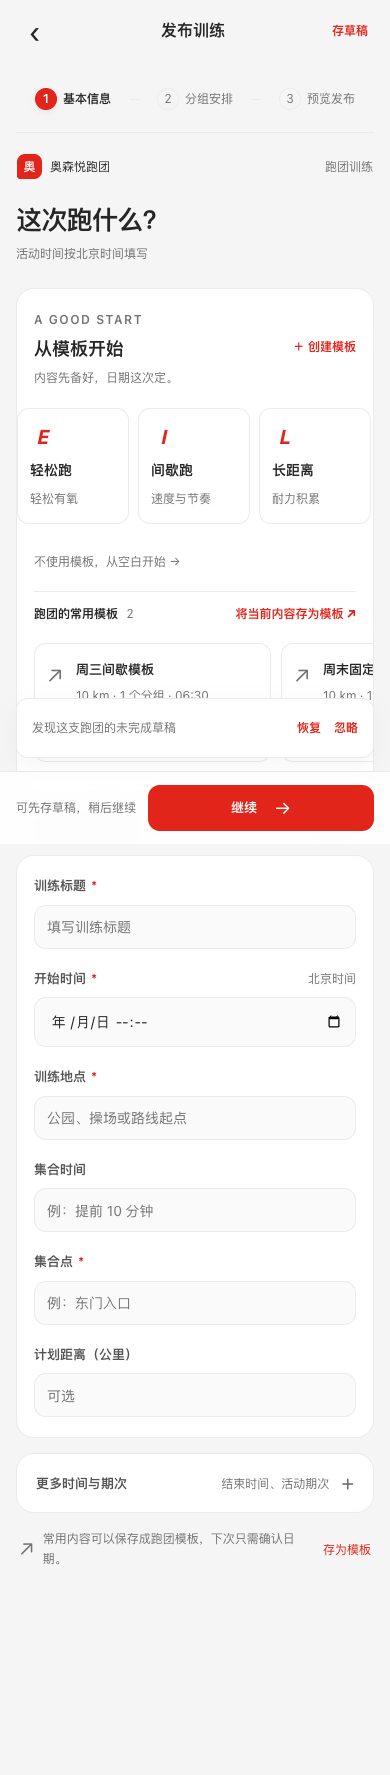 ‹ 发布训练 存草稿
1 基本信息 — 2 分组安排 — 3 预览发布
奥 奥森悦跑团 跑团训练
这次跑什么?
活动时间按北京时间填写
A GOOD START
从模板开始 + 创建模板
内容先备好，日期这次定。
E I L
轻松跑 间歇跑 长距离
轻松有氧 速度与节奏 耐力积累
不使用模板，从空白开始 →
跑团的常用模板 2 将当前内容存为模板 ↗
↗ 周三间歇模板 ↗ 周末固定
10 km · 1 个分组 · 06:30 10 km · 1
发现这支跑团的未完成草稿 恢复 忽略
可先存草稿，稍后继续 继续 →
训练标题 *
填写训练标题
开始时间 * 北京时间
年 /月/日 --:--
训练地点 *
公园、操场或路线起点
集合时间
例：提前 10 分钟
集合点 *
例：东门入口
计划距离（公里）
可选
更多时间与期次 结束时间、活动期次 +
↗ 常用内容可以保存成跑团模板，下次只需确认日
期。 存为模板